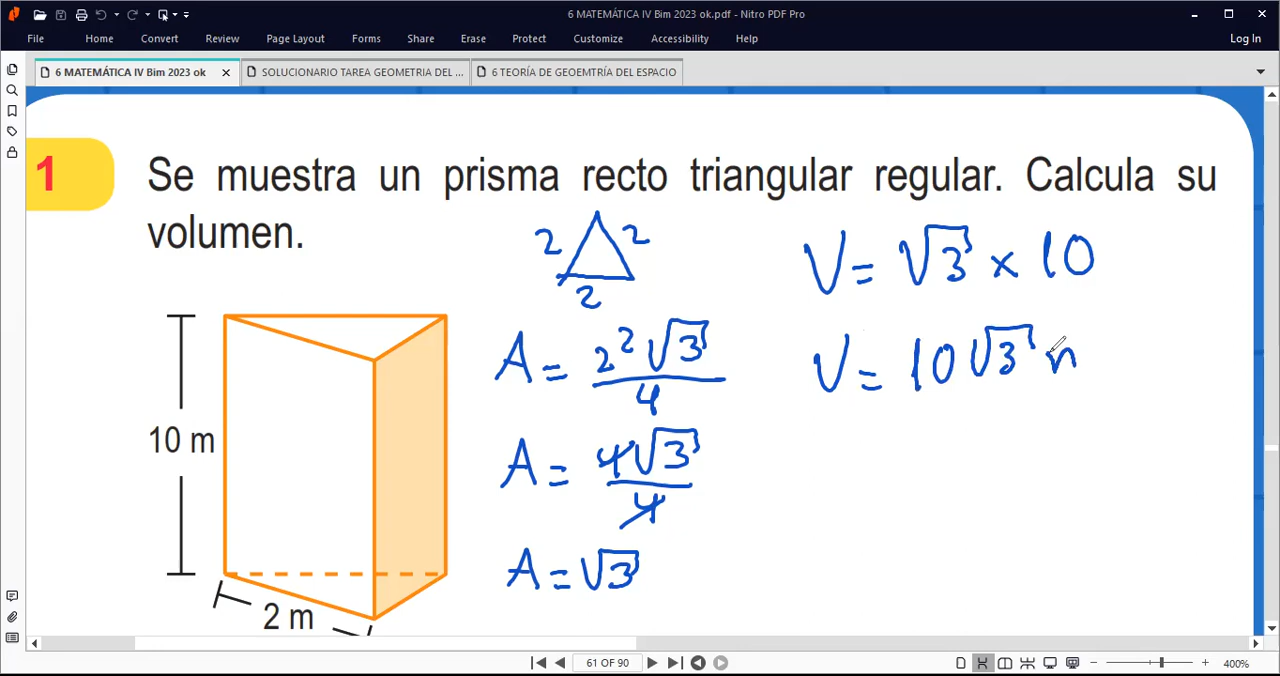 6 MATEMÁTICA IV Bim 2023 ok.pdf - Nitro PDF Pro
File Home Convert Review Page Layout Forms Share Erase Protect Customize Accessibility Help Log In
6 MATEMÁTICA IV Bim 2023 ok x SOLUCIONARIO TAREA GEOMETRIA DEL ... 6 TEORÍA DE GEOEMTRÍA DEL ESPACIO
1 Se muestra un prisma recto triangular regular. Calcula su
volumen.
2 2
2
V = √3 x 10
A = 2²√3
4
V = 10√3 m
10 m
A = 4√3
4
A = √3
2 m
61 OF 90
400%